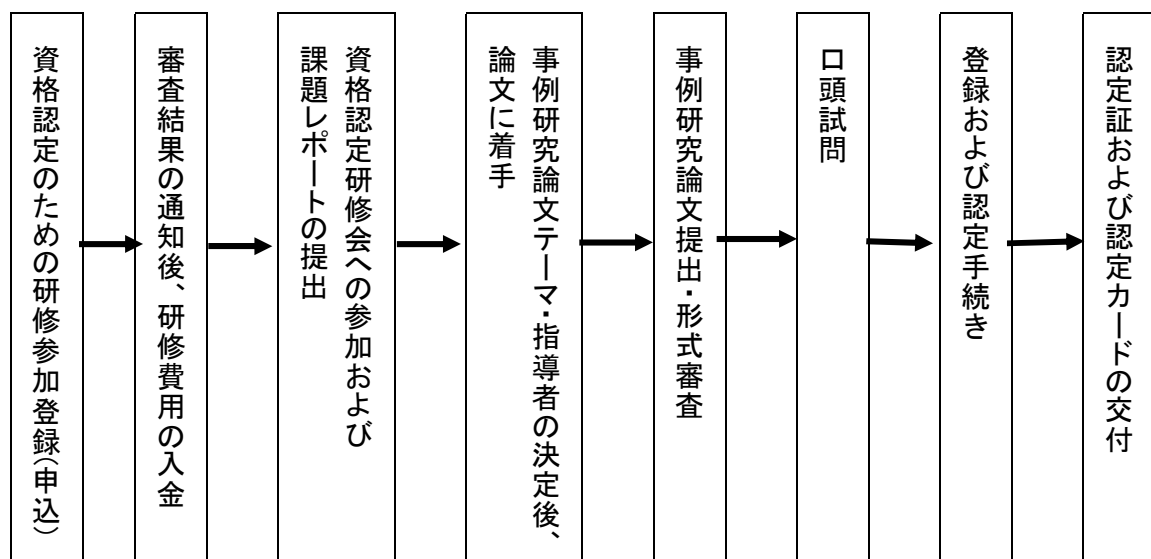 資格認定のための研修参加登録（申込）
審査結果の通知後、研修費用の入金
資格認定研修会への参加および
課題レポートの提出
事例研究論文テーマ・指導者の決定後、
論文に着手
事例研究論文提出・形式審査
口頭試問
登録および認定手続き
認定証および認定カードの交付